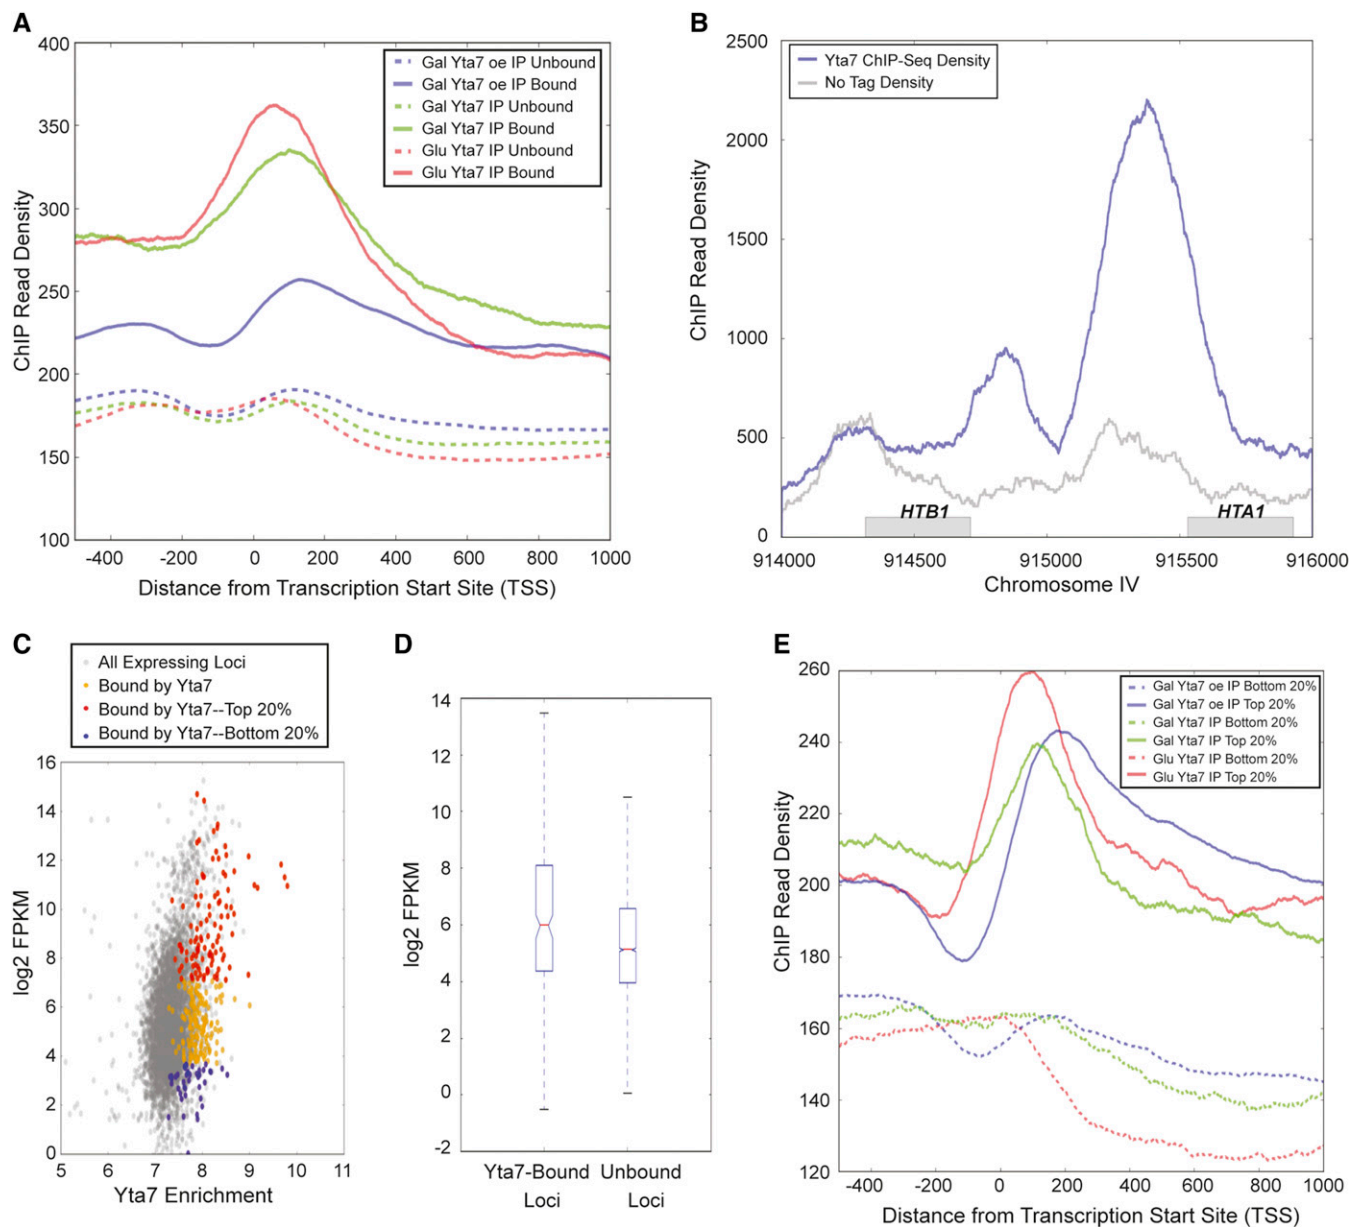 A
400
350
300
250
200
150
100
ChIP Read Density
Gal Yta7 oe IP Unbound
Gal Yta7 oe IP Bound
Gal Yta7 IP Unbound
Gal Yta7 IP Bound
Glu Yta7 IP Unbound
Glu Yta7 IP Bound
-400 -200 0 200 400 600 800 1000
Distance from Transcription Start Site (TSS)
B
2500
2000
1500
1000
500
0
ChIP Read Density
Yta7 ChIP-Seq Density
No Tag Density
HTB1 HTA1
914000 914500 915000 915500 916000
Chromosome IV
C
All Expressing Loci
Bound by Yta7
Bound by Yta7--Top 20%
Bound by Yta7--Bottom 20%
16
14
12
10
8
6
4
2
0
log2 FPKM
5 6 7 8 9 10 11
Yta7 Enrichment
D
14
12
10
8
6
4
2
0
-2
log2 FPKM
Yta7-Bound Unbound
Loci Loci
E
260
240
220
200
180
160
140
120
ChIP Read Density
Gal Yta7 oe IP Bottom 20%
Gal Yta7 oe IP Top 20%
Gal Yta7 IP Bottom 20%
Gal Yta7 IP Top 20%
Glu Yta7 IP Bottom 20%
Glu Yta7 IP Top 20%
-400 -200 0 200 400 600 800 1000
Distance from Transcription Start Site (TSS)